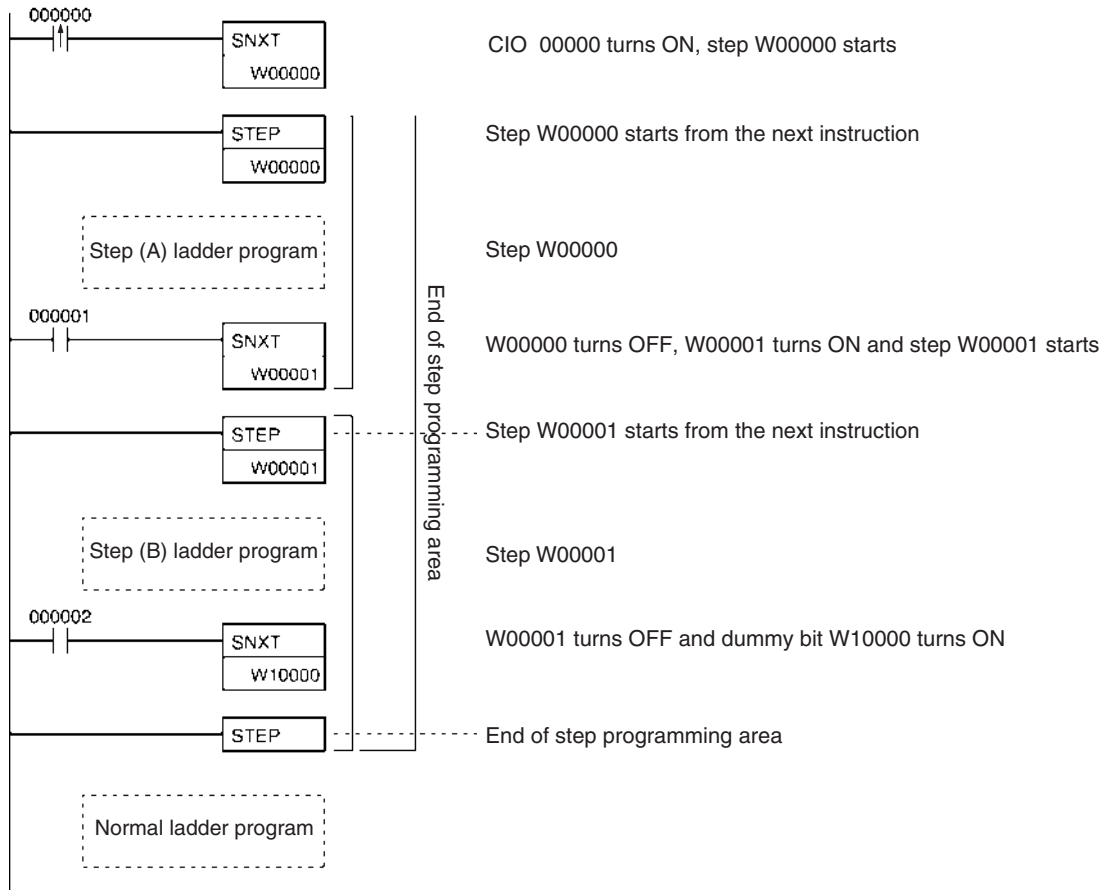 000000
SNXT
W00000
CIO 00000 turns ON, step W00000 starts
STEP
W00000
Step W00000 starts from the next instruction
Step (A) ladder program
Step W00000
End of step programming area
000001
SNXT
W00001
W00000 turns OFF, W00001 turns ON and step W00001 starts
STEP
W00001
Step W00001 starts from the next instruction
Step (B) ladder program
Step W00001
000002
SNXT
W10000
W00001 turns OFF and dummy bit W10000 turns ON
STEP
End of step programming area
Normal ladder program